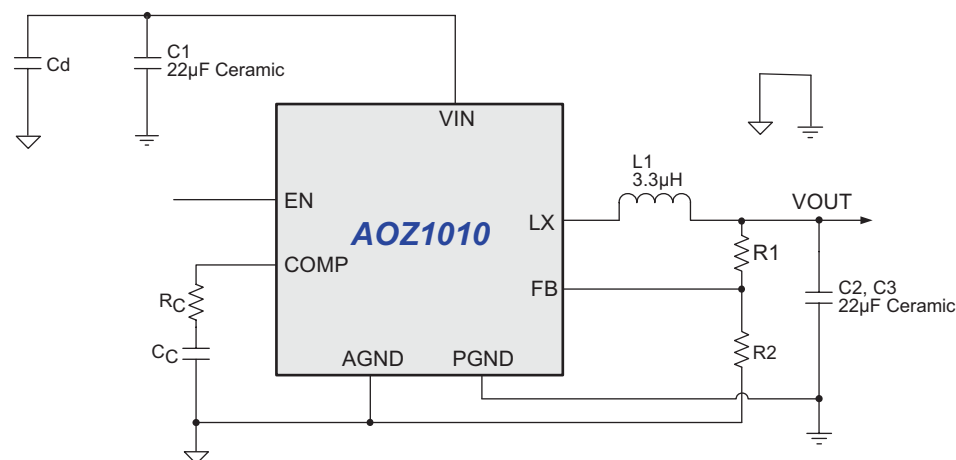 Cd
C1
22µF Ceramic
VIN
L1
3.3µH
VOUT
EN
LX
AOZ1010
R1
COMP
FB
C2, C3
22µF Ceramic
RC
R2
CC
AGND
PGND